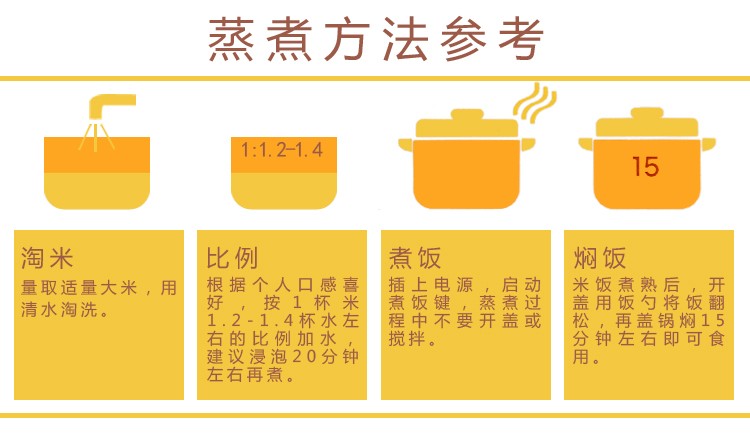 蒸煮方法参考
1:1.2-1.4
15
淘米
量取适量大米，用
清水淘洗。
比例
根据个人口感喜
好，按1杯米
1.2-1.4杯水左
右的比例加水，
建议浸泡20分钟
左右再煮。
煮饭
插上电源，启动
煮饭键，蒸煮过
程中不要开盖或
搅拌。
焖饭
米饭煮熟后，开
盖用饭勺将饭翻
松，再盖锅焖15
分钟左右即可食
用。